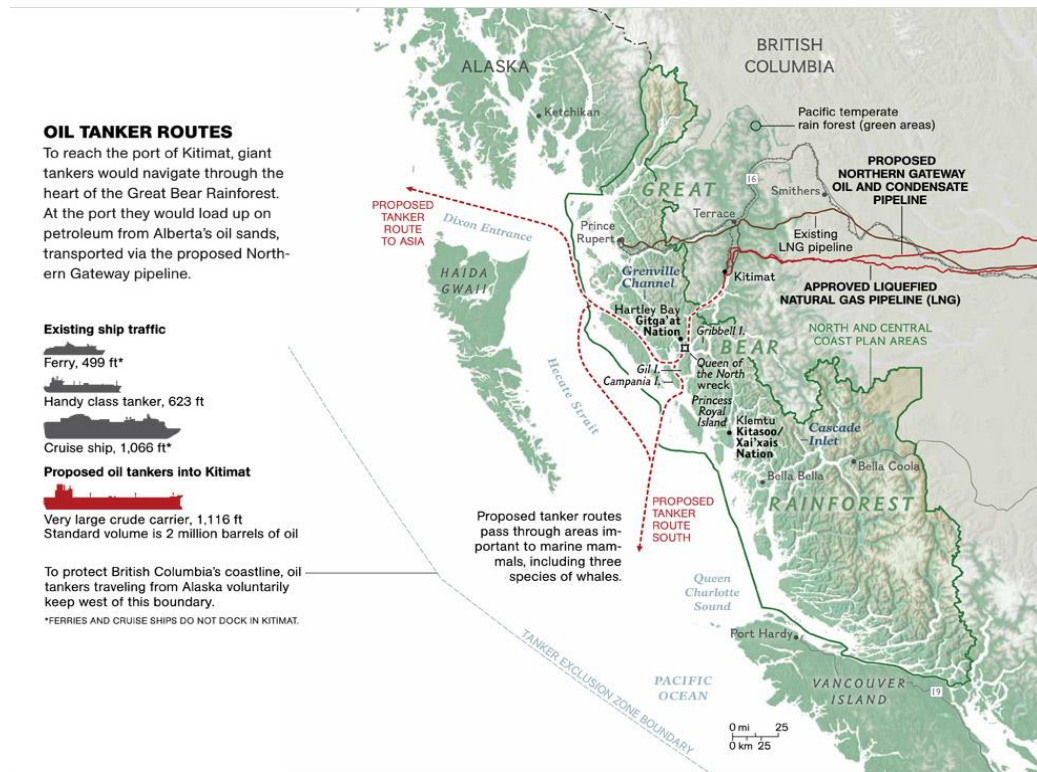 OIL TANKER ROUTES
To reach the port of Kitimat, giant
tankers would navigate through the
heart of the Great Bear Rainforest.
At the port they would load up on
petroleum from Alberta's oil sands,
transported via the proposed North-
ern Gateway pipeline.
Existing ship traffic
Ferry, 499 ft*
Handy class tanker, 623 ft
Cruise ship, 1,066 ft*
Proposed oil tankers into Kitimat
Very large crude carrier, 1,116 ft
Standard volume is 2 million barrels of oil
To protect British Columbia's coastline, oil
tankers traveling from Alaska voluntarily
keep west of this boundary.
*FERRIES AND CRUISE SHIPS DO NOT DOCK IN KITIMAT.
ALASKA
BRITISH
COLUMBIA
Ketchikan
Pacific temperate
rain forest (green areas)
PROPOSED
NORTHERN GATEWAY
OIL AND CONDENSATE
PIPELINE
16
Smithers
GREAT
PROPOSED
TANKER
ROUTE
TO ASIA
Dixon Entrance
Prince
Rupert
Terrace
Existing
LNG pipeline
HAIDA
GWAII
Grenville
Channel
Kitimat
APPROVED LIQUEFIED
NATURAL GAS PIPELINE (LNG)
Hartley Bay
Gitga'at
Nation
Gribbell I.
BEAR
NORTH AND CENTRAL
COAST PLAN AREAS
Hecate Strait
Gil I.
Campania I.
Queen of
the North
wreck
Princess
Royal
Island
Klemtu
Kitasoo/
Xai'xais
Nation
Cascade
Inlet
Bella Bella
Bella Coola
RAINFOREST
PROPOSED
TANKER
ROUTE
SOUTH
Proposed tanker routes
pass through areas im-
portant to marine mam-
mals, including three
species of whales.
Queen
Charlotte
Sound
Port Hardy
TANKER EXCLUSION ZONE BOUNDARY
PACIFIC
OCEAN
VANCOUVER
ISLAND
19
0 mi 25
0 km 25